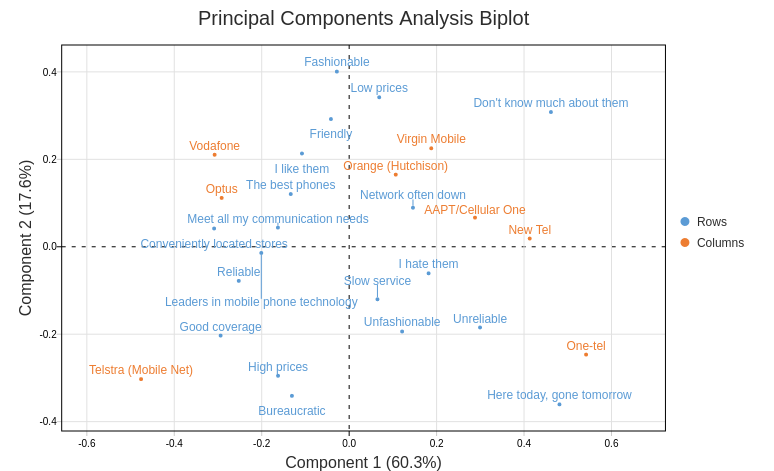 Principal Components Analysis Biplot
Component 2 (17.6%)
0.4
0.2
0.0
-0.2
-0.4
Fashionable
Low prices
Don't know much about them
Friendly
Virgin Mobile
Vodafone
Orange (Hutchison)
I like them
The best phones
Optus
Network often down
AAPT/Cellular One
Meet all my communication needs
New Tel
Conveniently located stores
I hate them
Reliable
Slow service
Leaders in mobile phone technology
Unfashionable
Unreliable
Good coverage
One-tel
Telstra (Mobile Net)
High prices
Here today, gone tomorrow
Bureaucratic
Rows
Columns
-0.6
-0.4
-0.2
0.0
0.2
0.4
0.6
Component 1 (60.3%)